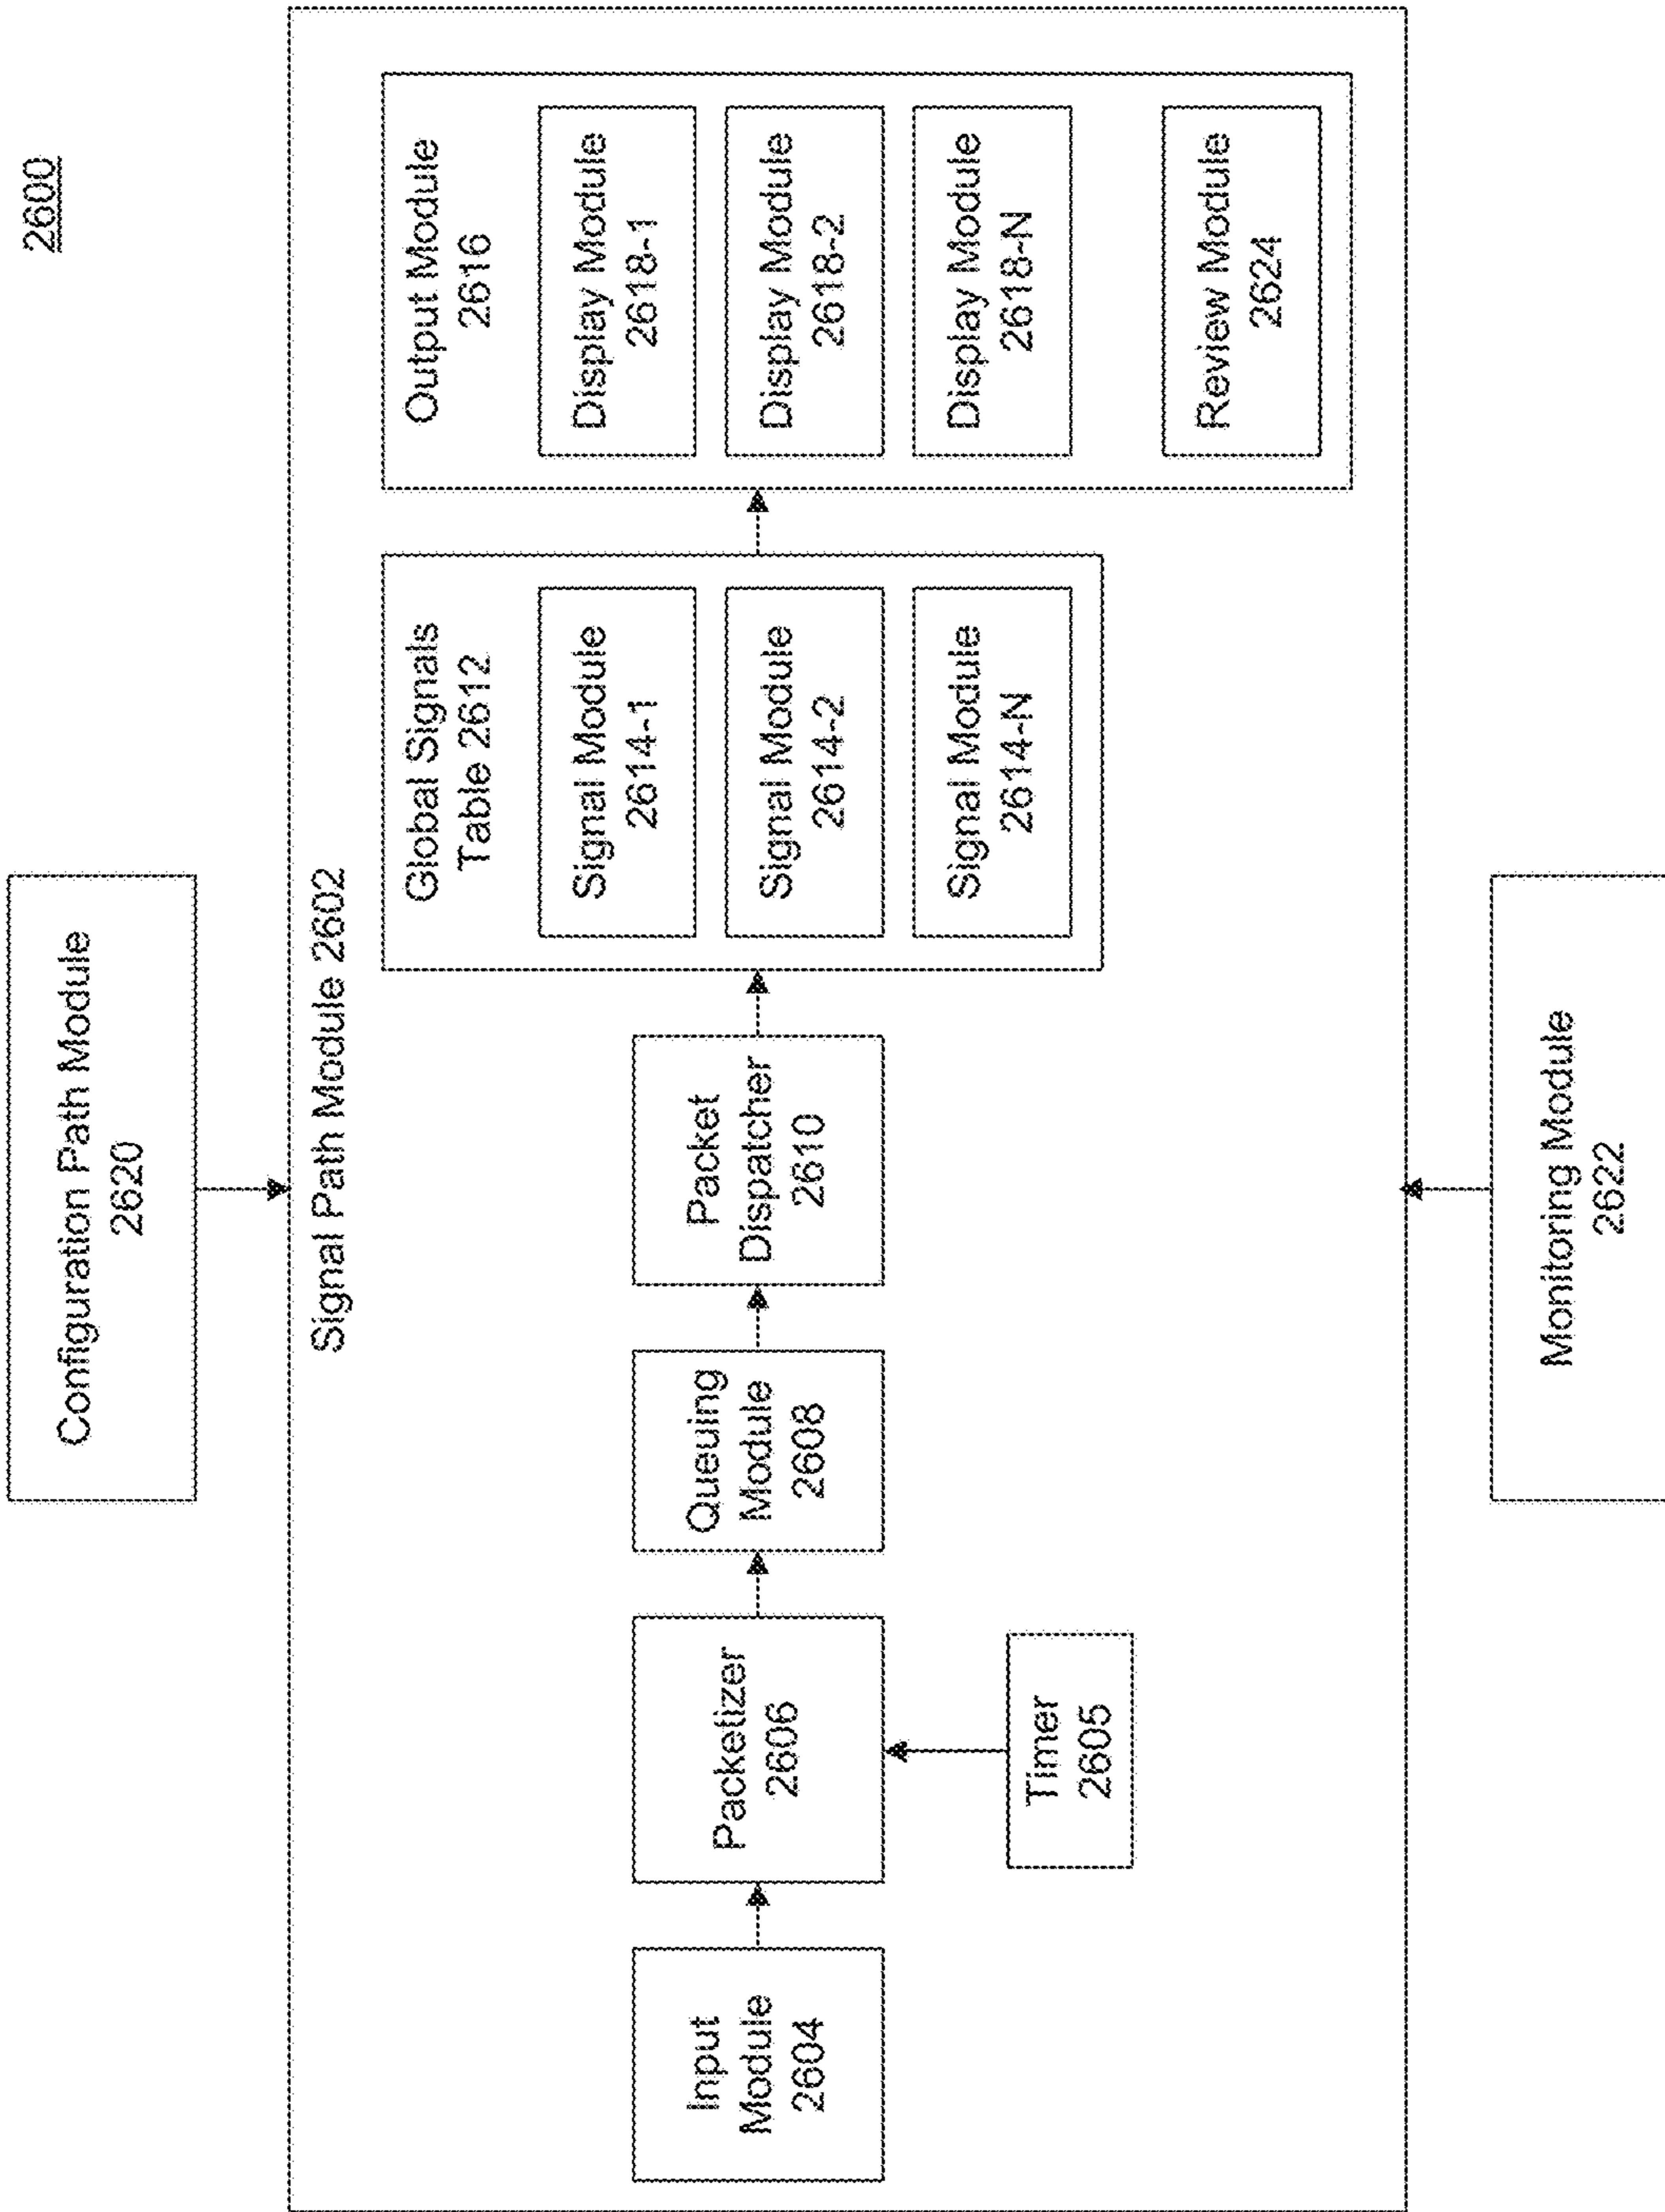 2600
Configuration Path Module
2620
Signal Path Module 2602
Input
Module
2604
Packetizer
2606
Timer
2605
Queuing
Module
2608
Packet
Dispatcher
2610
Global Signals
Table 2612
Signal Module
2614-1
Signal Module
2614-2
Signal Module
2614-N
Output Module
2616
Display Module
2618-1
Display Module
2618-2
Display Module
2618-N
Review Module
2624
Monitoring Module
2622